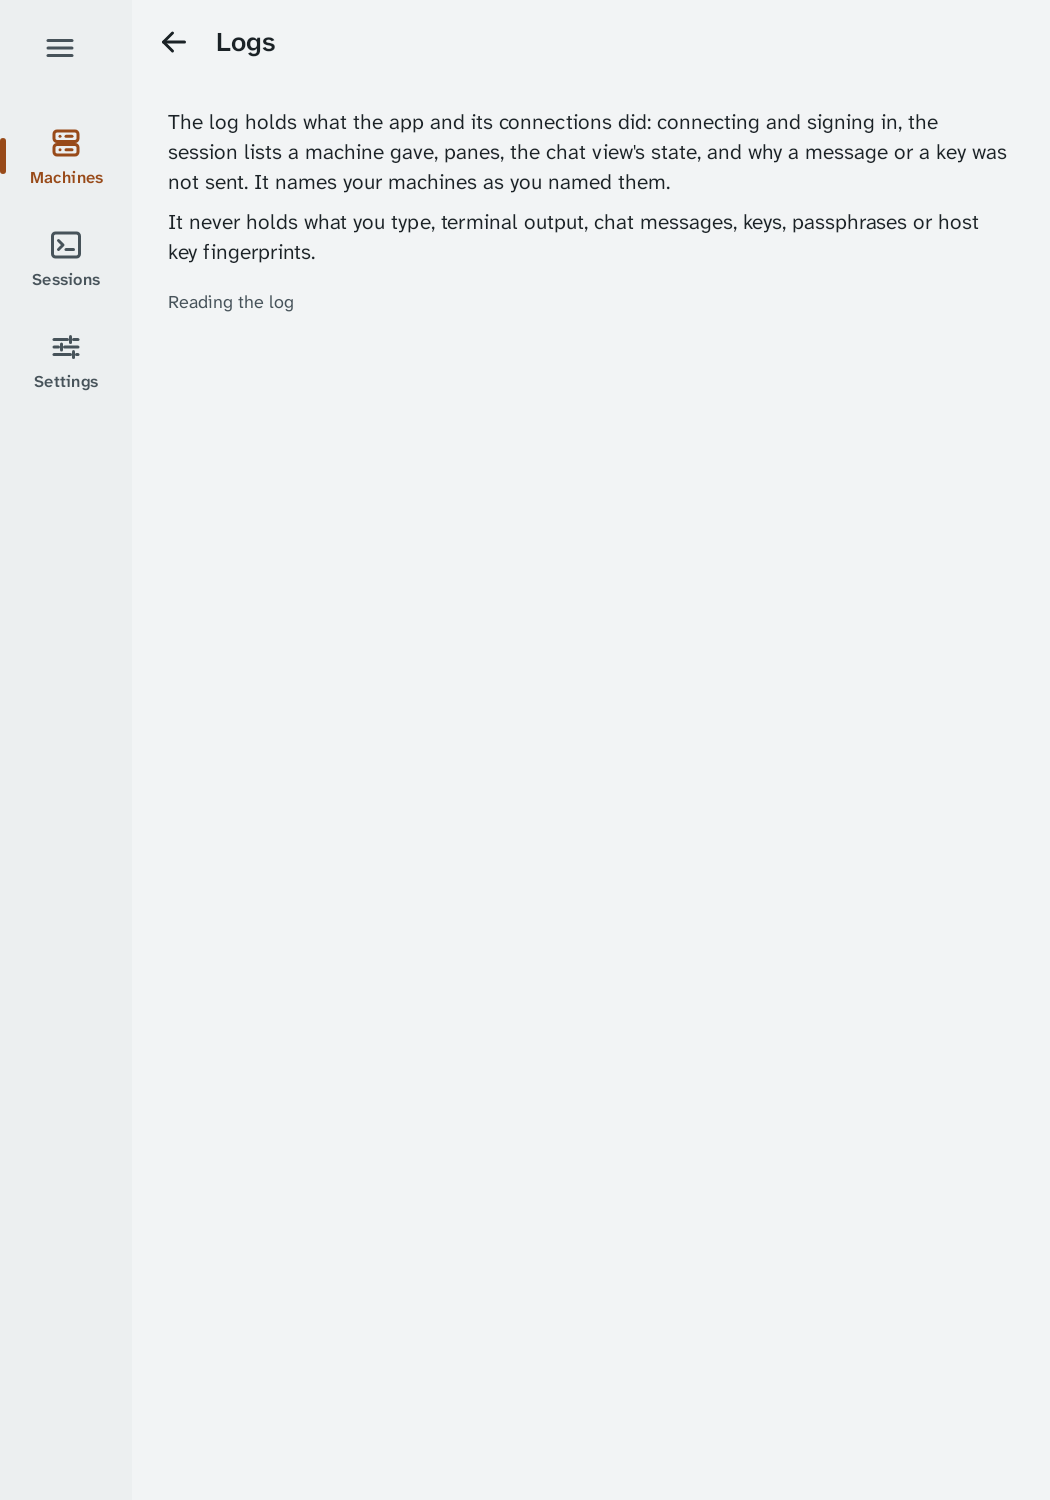 Logs
The log holds what the app and its connections did: connecting and signing in, the
session lists a machine gave, panes, the chat view's state, and why a message or a key was
not sent. It names your machines as you named them.
It never holds what you type, terminal output, chat messages, keys, passphrases or host
key fingerprints.
Reading the log
Machines
Sessions
Settings